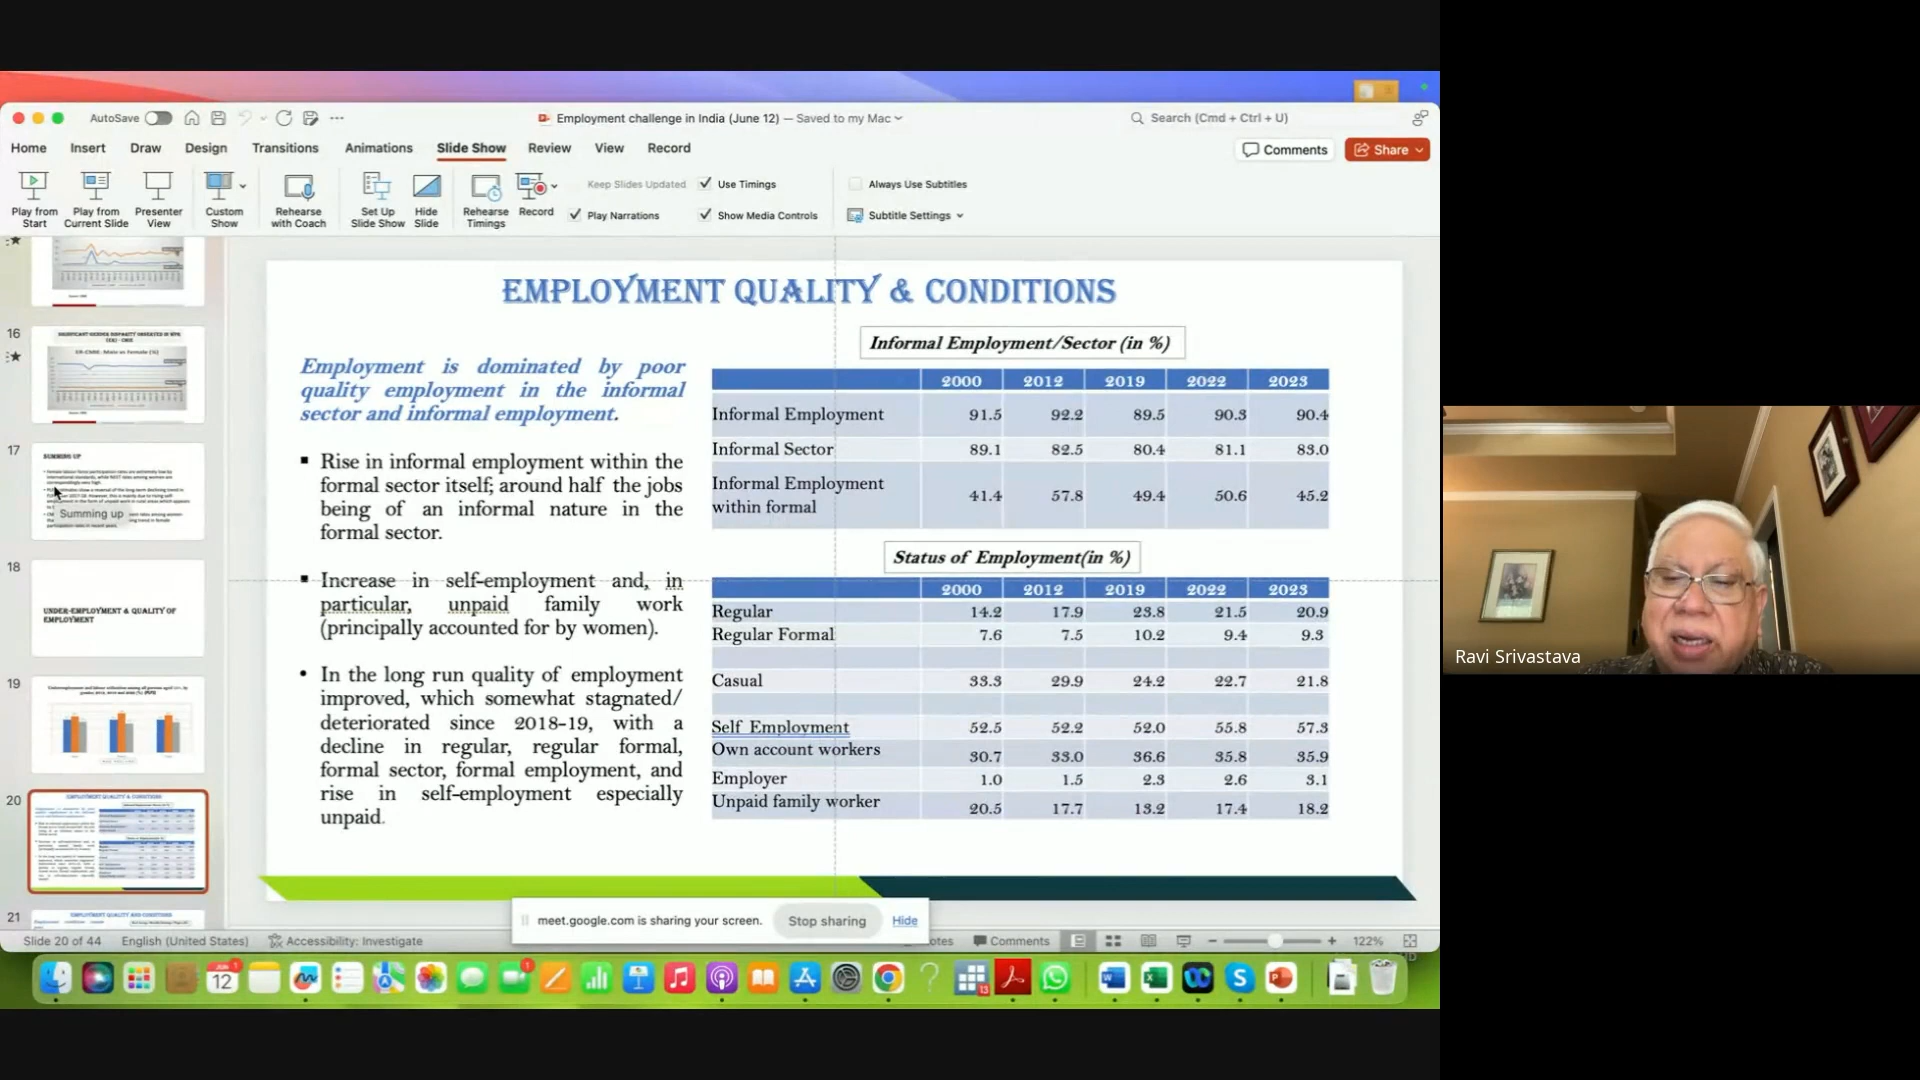 AutoSave
Employment challenge in India (June 12) — Saved to my Mac
Search (Cmd + Ctrl + U)
Home Insert Draw Design Transitions Animations Slide Show Review View Record
Comments
Share
Play from Start
Play from Current Slide
Presenter View
Custom Show
Rehearse with Coach
Set Up Slide Show
Hide Slide
Rehearse Timings
Record
Keep Slides Updated
Use Timings
Play Narrations
Show Media Controls
Always Use Subtitles
Subtitle Settings
16
17
SUMMING UP
Summing up
18
UNDER-EMPLOYMENT & QUALITY OF
EMPLOYMENT
19
20
EMPLOYMENT QUALITY & CONDITIONS
21
EMPLOYMENT QUALITY AND CONDITIONS
EMPLOYMENT QUALITY & CONDITIONS
Employment is dominated by poor
quality employment in the informal
sector and informal employment.
▪ Rise in informal employment within the
formal sector itself; around half the jobs
being of an informal nature in the
formal sector.
▪ Increase in self-employment and, in
particular, unpaid family work
(principally accounted for by women).
• In the long run quality of employment
improved, which somewhat stagnated/
deteriorated since 2018-19, with a
decline in regular, regular formal,
formal sector, formal employment, and
rise in self-employment especially
unpaid.
Informal Employment/Sector (in %)
2000 2012 2019 2022 2023
Informal Employment 91.5 92.2 89.5 90.3 90.4
Informal Sector 89.1 82.5 80.4 81.1 83.0
Informal Employment
within formal 41.4 57.8 49.4 50.6 45.2
Status of Employment(in %)
2000 2012 2019 2022 2023
Regular 14.2 17.9 23.8 21.5 20.9
Regular Formal 7.6 7.5 10.2 9.4 9.3
Casual 33.3 29.9 24.2 22.7 21.8
Self Employment 52.5 52.2 52.0 55.8 57.3
Own account workers 30.7 33.0 36.6 35.8 35.9
Employer 1.0 1.5 2.3 2.6 3.1
Unpaid family worker 20.5 17.7 13.2 17.4 18.2
meet.google.com is sharing your screen.
Stop sharing
Hide
Slide 20 of 44
English (United States)
Accessibility: Investigate
otes
Comments
122%
JUN
12
13
Ravi Srivastava